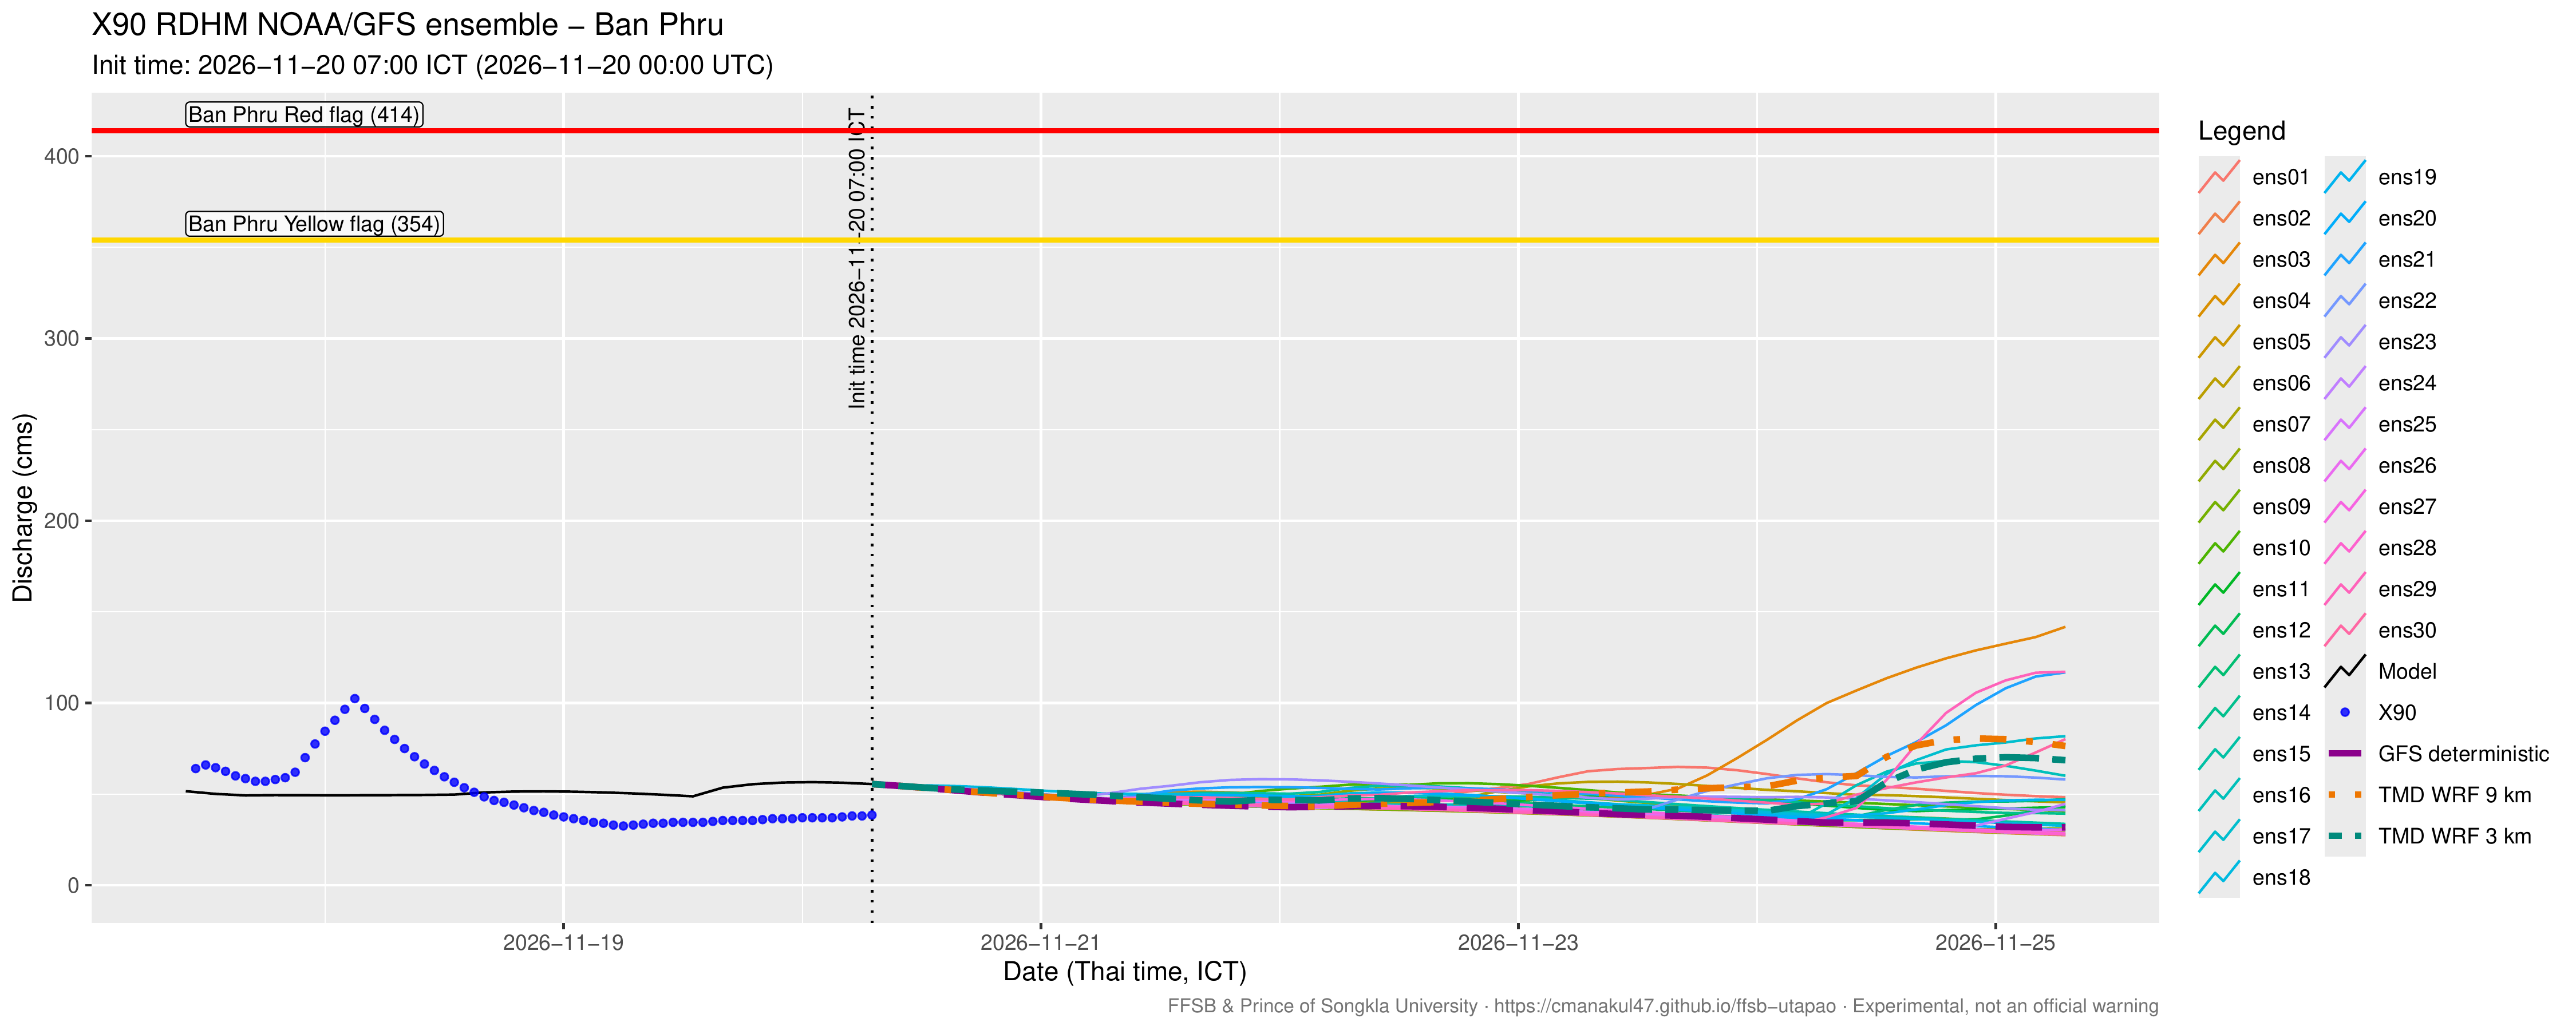 X90 RDHM NOAA/GFS ensemble – Ban Phru
Init time: 2026–11–20 07:00 ICT (2026–11–20 00:00 UTC)
Ban Phru Red flag (414)
Ban Phru Yellow flag (354)
Init time 2026–11–20 07:00 ICT
400
300
200
100
0
Discharge (cms)
2026–11–19
2026–11–21
2026–11–23
2026–11–25
Date (Thai time, ICT)
Legend
ens01
ens02
ens03
ens04
ens05
ens06
ens07
ens08
ens09
ens10
ens11
ens12
ens13
ens14
ens15
ens16
ens17
ens18
ens19
ens20
ens21
ens22
ens23
ens24
ens25
ens26
ens27
ens28
ens29
ens30
Model
X90
GFS deterministic
TMD WRF 9 km
TMD WRF 3 km
FFSB & Prince of Songkla University · https://cmanakul47.github.io/ffsb–utapao · Experimental, not an official warning